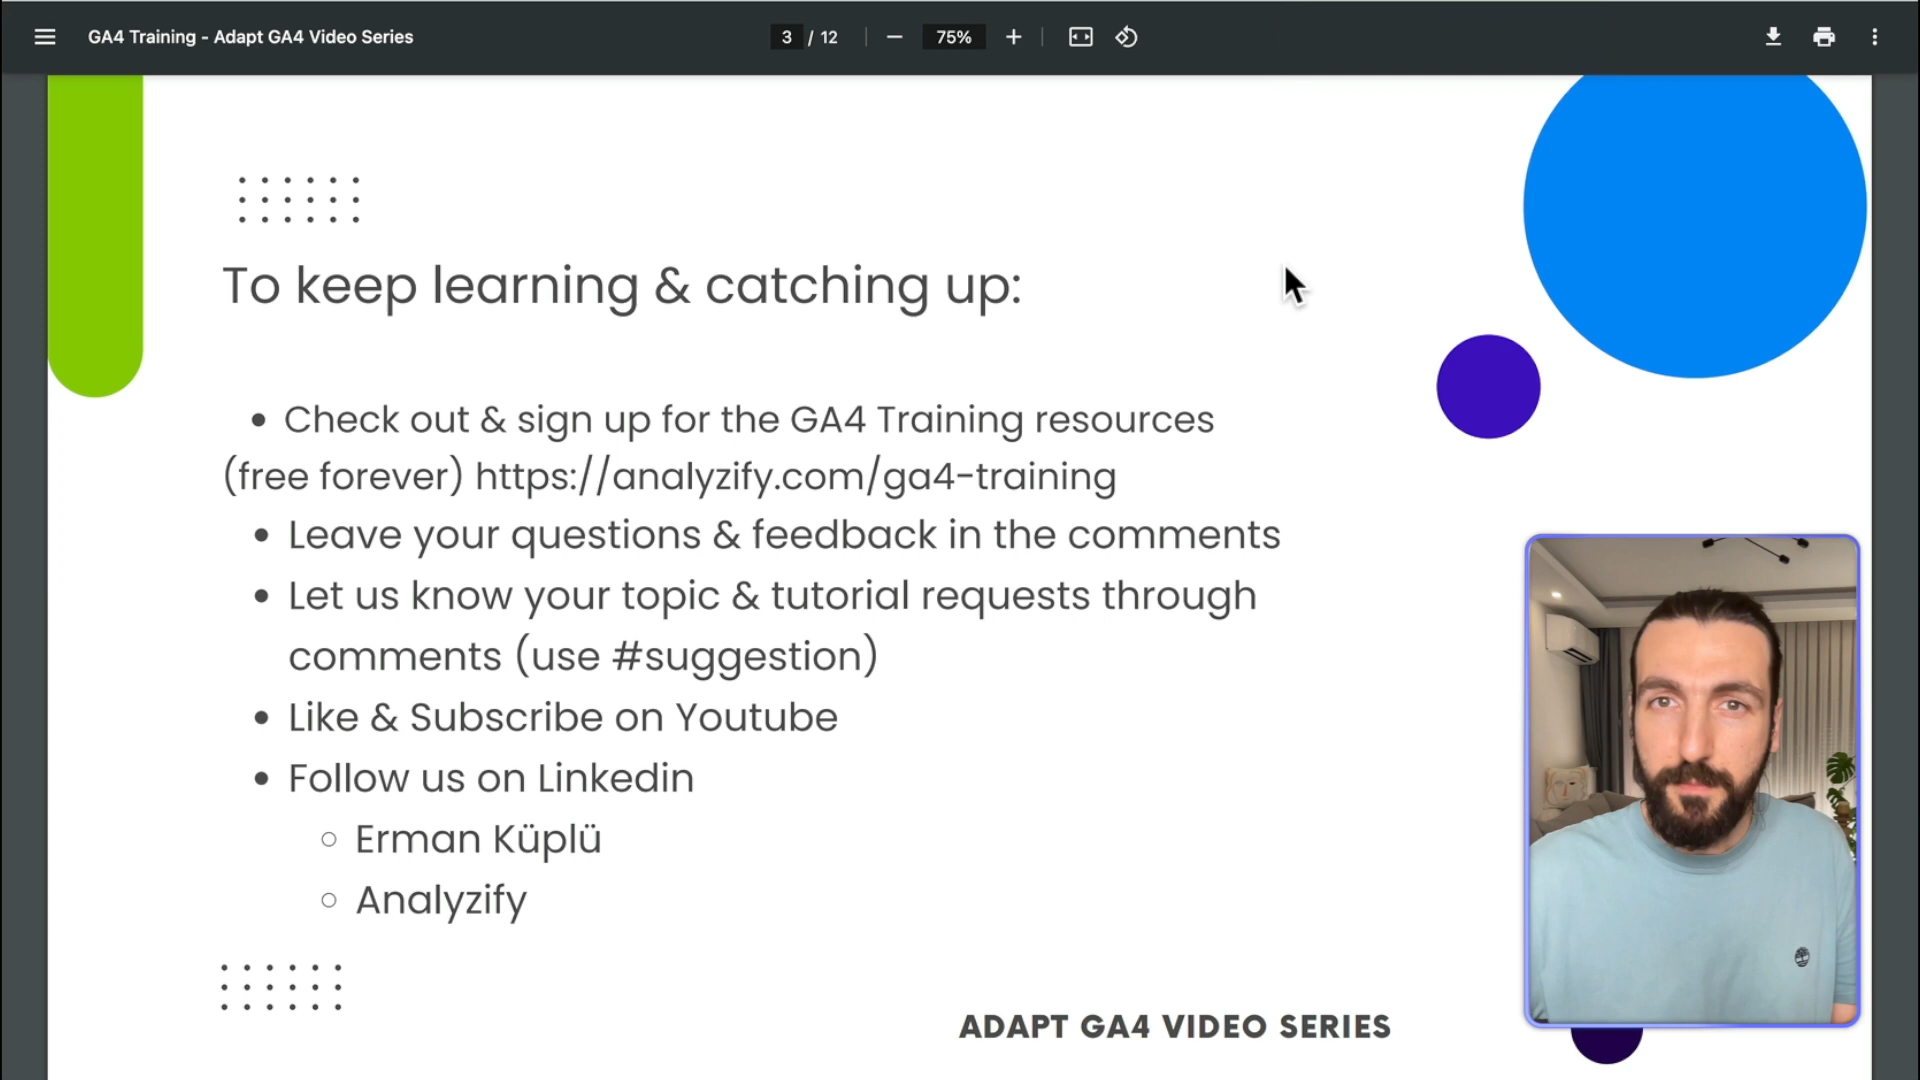 GA4 Training - Adapt GA4 Video Series
3 / 12
75%
To keep learning & catching up:
• Check out & sign up for the GA4 Training resources
(free forever) https://analyzify.com/ga4-training
• Leave your questions & feedback in the comments
• Let us know your topic & tutorial requests through
comments (use #suggestion)
• Like & Subscribe on Youtube
• Follow us on Linkedin
○ Erman Küplü
○ Analyzify
ADAPT GA4 VIDEO SERIES